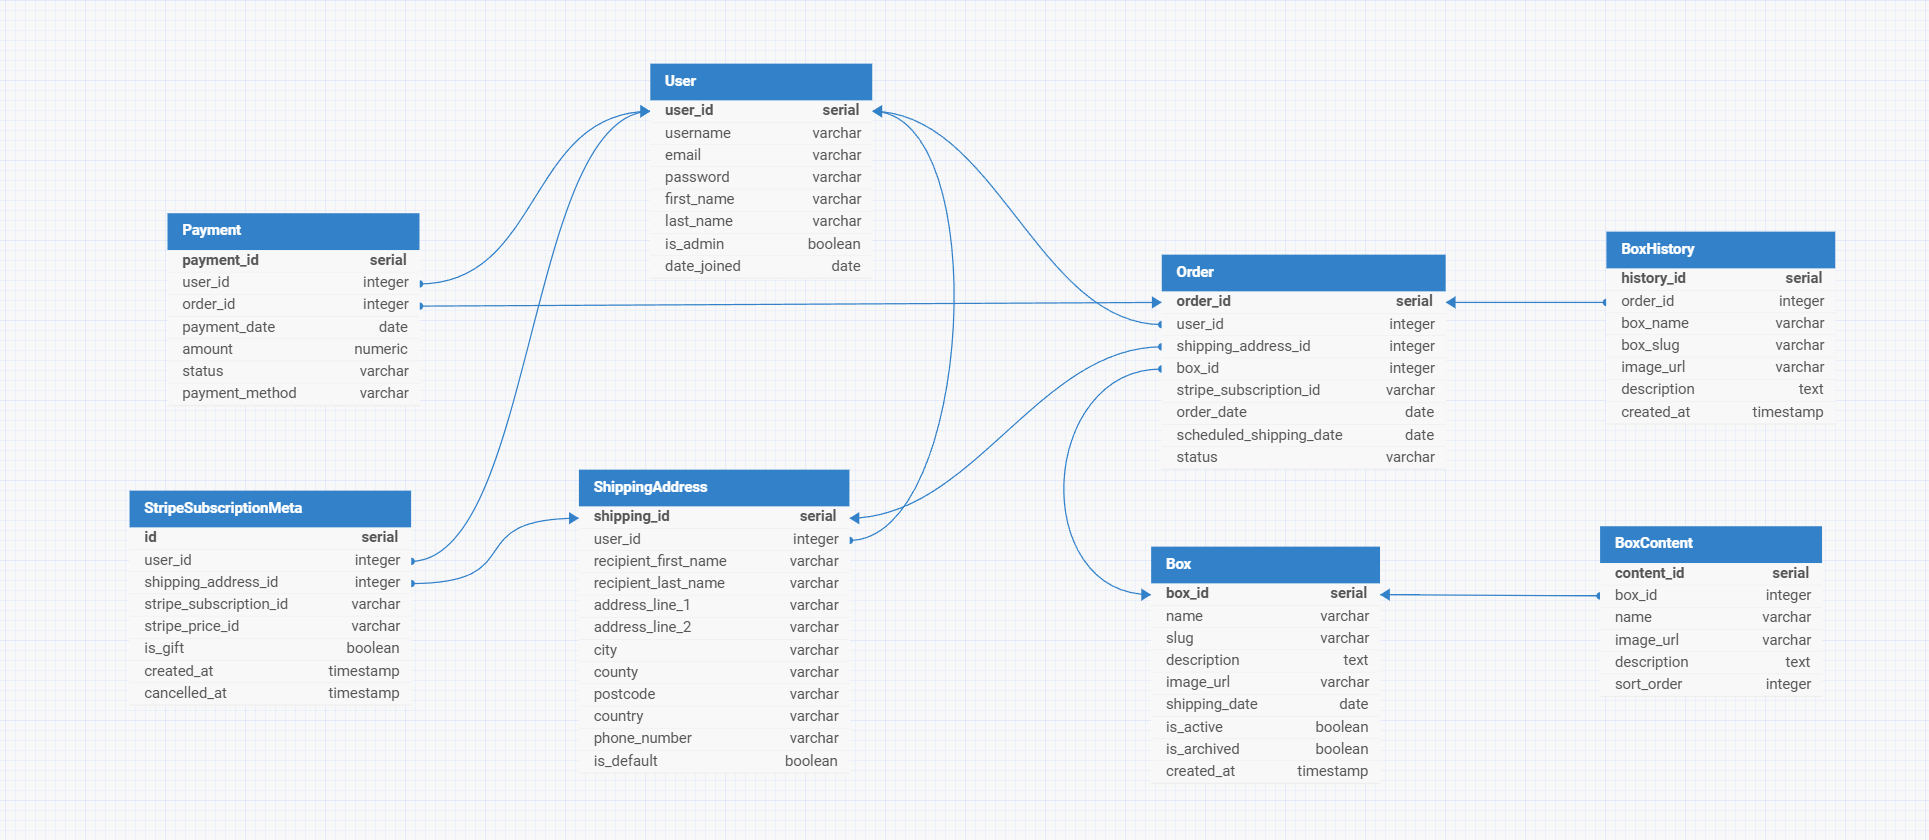 User
user_id serial
username varchar
email varchar
password varchar
first_name varchar
last_name varchar
is_admin boolean
date_joined date
Payment
payment_id serial
user_id integer
order_id integer
payment_date date
amount numeric
status varchar
payment_method varchar
Order
order_id serial
user_id integer
shipping_address_id integer
box_id integer
stripe_subscription_id varchar
order_date date
scheduled_shipping_date date
status varchar
BoxHistory
history_id serial
order_id integer
box_name varchar
box_slug varchar
image_url varchar
description text
created_at timestamp
StripeSubscriptionMeta
id serial
user_id integer
shipping_address_id integer
stripe_subscription_id varchar
stripe_price_id varchar
is_gift boolean
created_at timestamp
cancelled_at timestamp
ShippingAddress
shipping_id serial
user_id integer
recipient_first_name varchar
recipient_last_name varchar
address_line_1 varchar
address_line_2 varchar
city varchar
county varchar
postcode varchar
country varchar
phone_number varchar
is_default boolean
Box
box_id serial
name varchar
slug varchar
description text
image_url varchar
shipping_date date
is_active boolean
is_archived boolean
created_at timestamp
BoxContent
content_id serial
box_id integer
name varchar
image_url varchar
description text
sort_order integer